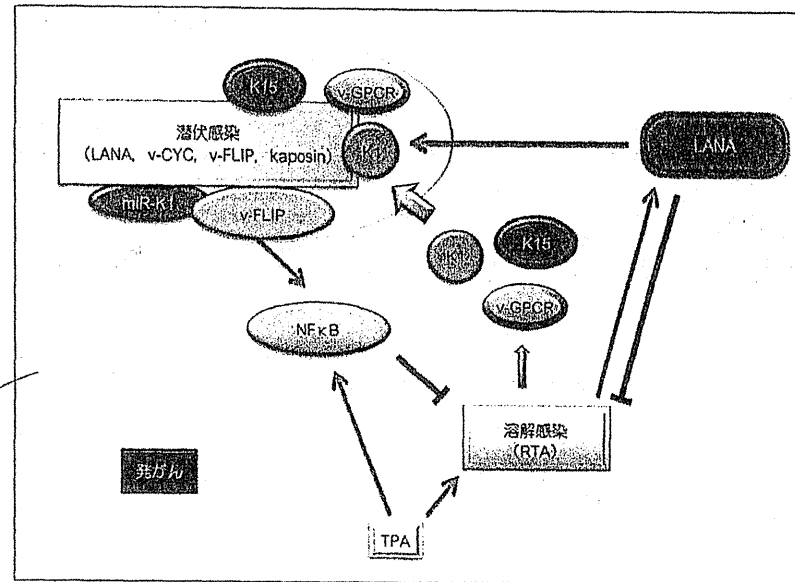 K15
v-GPCR
潜伏感染
(LANA, v-CYC, v-FLIP, kaposin)
K1
LANA
miR-K1
v-FLIP
K1
K15
v-GPCR
NFκB
溶解感染
(RTA)
発がん
TPA